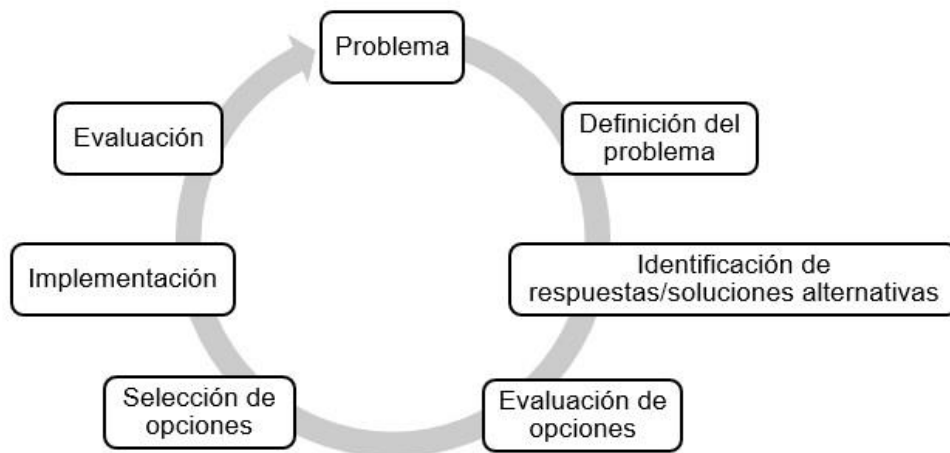 Problema
Definición del
problema
Identificación de
respuestas/soluciones alternativas
Evaluación de
opciones
Selección de
opciones
Implementación
Evaluación